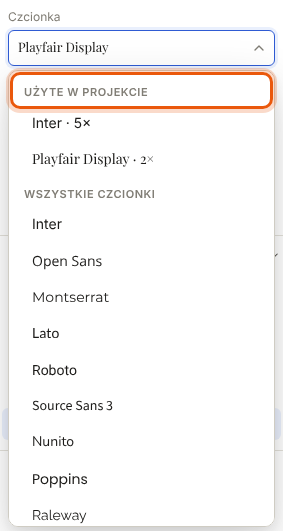 Czcionka
Playfair Display
UŻYTE W PROJEKCIE
Inter · 5×
Playfair Display · 2×
WSZYSTKIE CZCIONKI
Inter
Open Sans
Montserrat
Lato
Roboto
Source Sans 3
Nunito
Poppins
Raleway